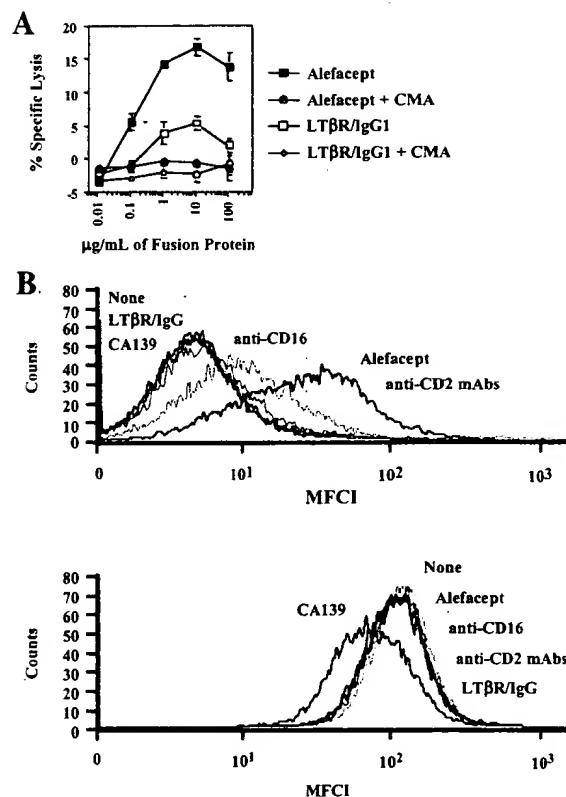 A
% Specific Lysis
20
15
10
5
0
-5
0.01
0.1
1
10
100
µg/mL of Fusion Protein
Alefacept
Alefacept + CMA
LTβR/IgG1
LTβR/IgG1 + CMA
B.
Counts
80
70
60
50
40
30
20
10
0
None
LTβR/IgG
CA139
anti-CD16
Alefacept
anti-CD2 mAbs
0
10¹
10²
10³
MFCI
Counts
80
70
60
50
40
30
20
10
0
None
CA139
Alefacept
anti-CD16
anti-CD2 mAbs
LTβR/IgG
0
10¹
10²
10³
MFCI